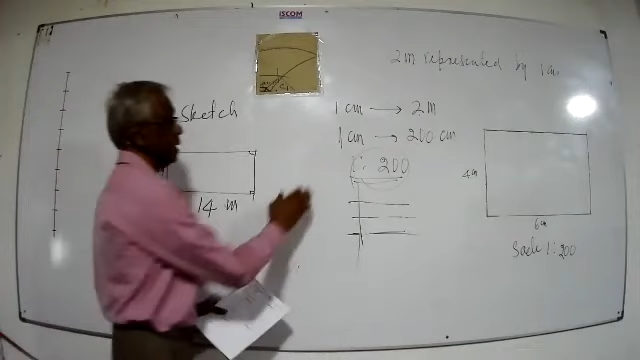 ISCOM
2m represented by 1cm
Sketch
1 cm → 2 m
1 cm → 200 cm
1: 200
14 m
4cm
6cm
Scale 1:200